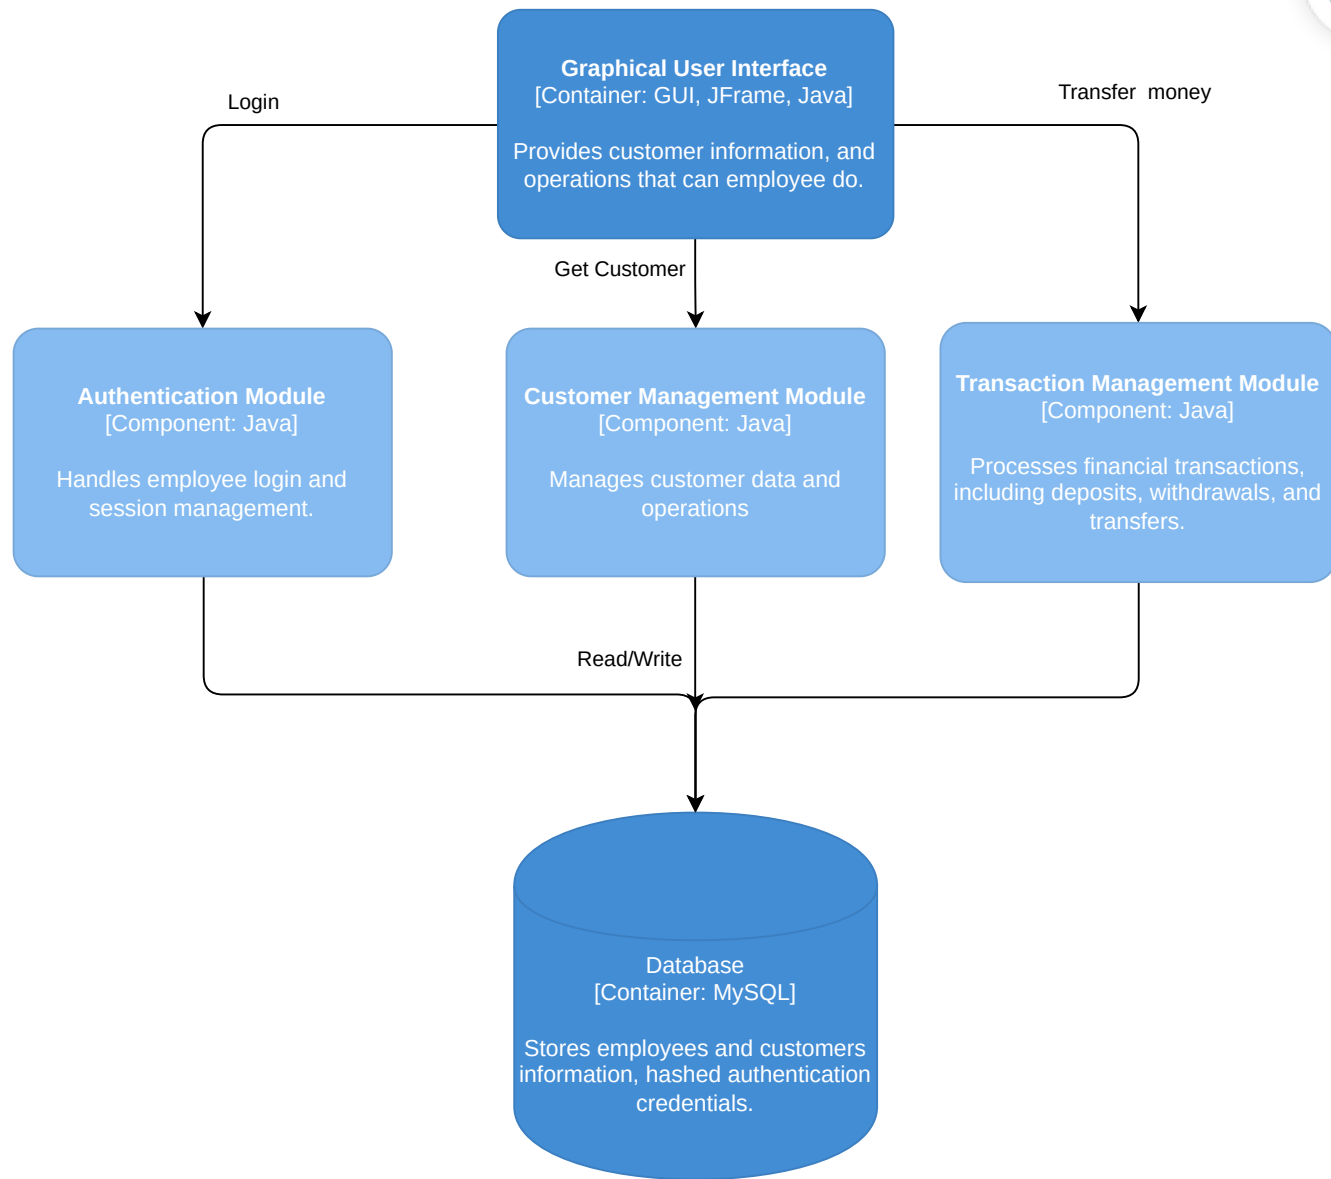 Graphical User Interface
[Container: GUI, JFrame, Java]
Provides customer information, and
operations that can employee do.
Login
Transfer  money
Get Customer
Authentication Module
[Component: Java]
Handles employee login and
session management.
Customer Management Module
[Component: Java]
Manages customer data and
operations
Transaction Management Module
[Component: Java]
Processes financial transactions,
including deposits, withdrawals, and
transfers.
Read/Write
Database
[Container: MySQL]
Stores employees and customers
information, hashed authentication
credentials.